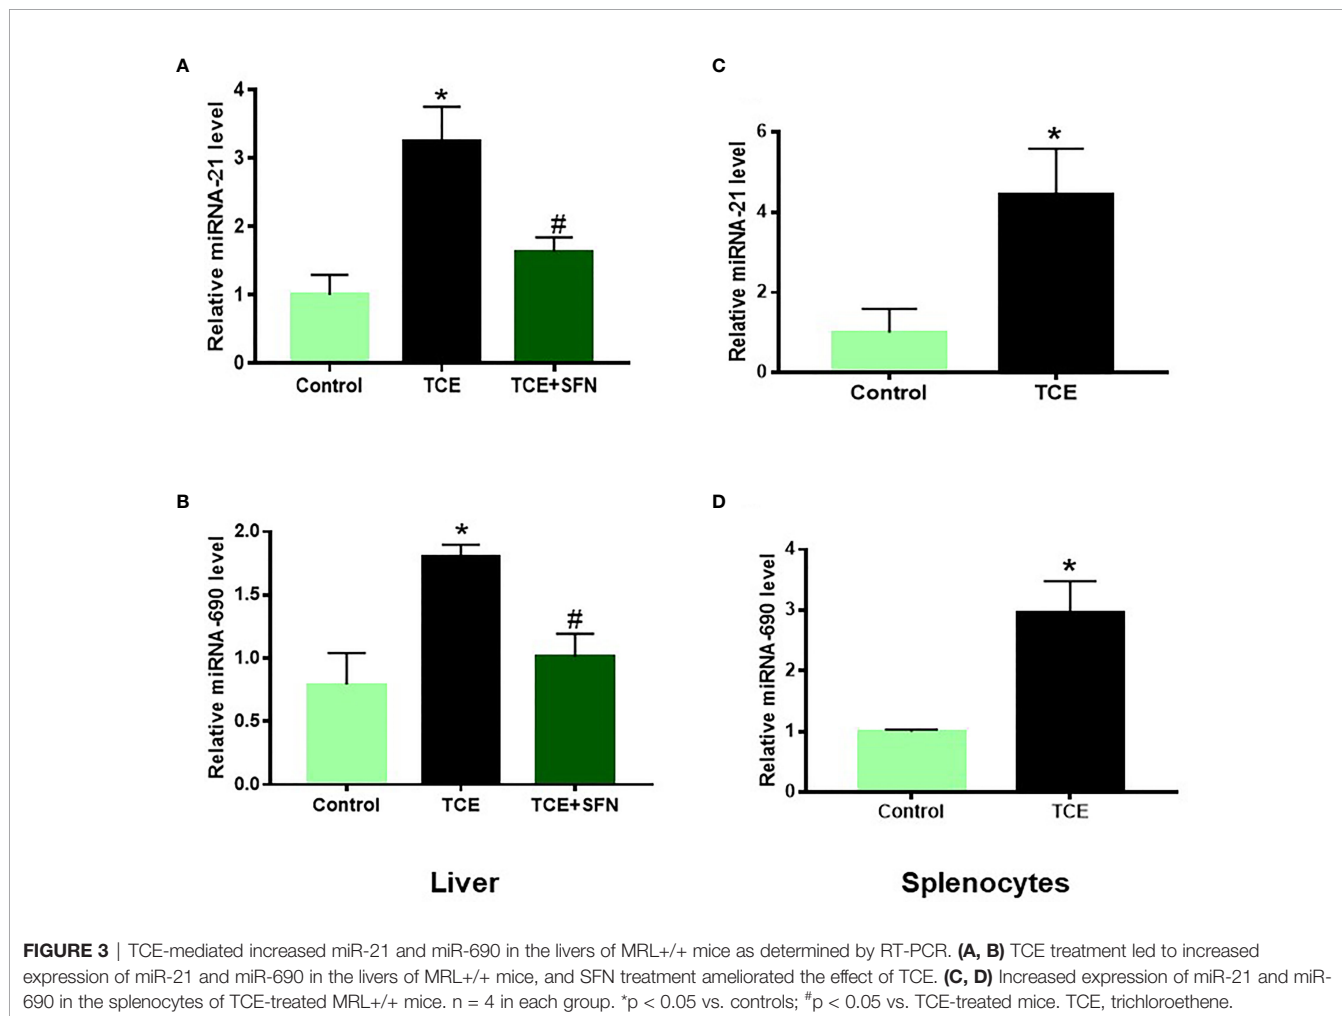 A
Relative miRNA-21 level
4
3
2
1
0
*
#
Control TCE TCE+SFN
C
Relative miRNA-21 level
6
4
2
0
*
Control TCE
B
Relative miRNA-690 level
2.0
1.5
1.0
0.5
0.0
*
#
Control TCE TCE+SFN
D
Relative miRNA-690 level
4
3
2
1
0
*
Control TCE
Liver Splenocytes
FIGURE 3 | TCE-mediated increased miR-21 and miR-690 in the livers of MRL+/+ mice as determined by RT-PCR. (A, B) TCE treatment led to increased
expression of miR-21 and miR-690 in the livers of MRL+/+ mice, and SFN treatment ameliorated the effect of TCE. (C, D) Increased expression of miR-21 and miR-
690 in the splenocytes of TCE-treated MRL+/+ mice. n = 4 in each group. *p < 0.05 vs. controls; #p < 0.05 vs. TCE-treated mice. TCE, trichloroethene.